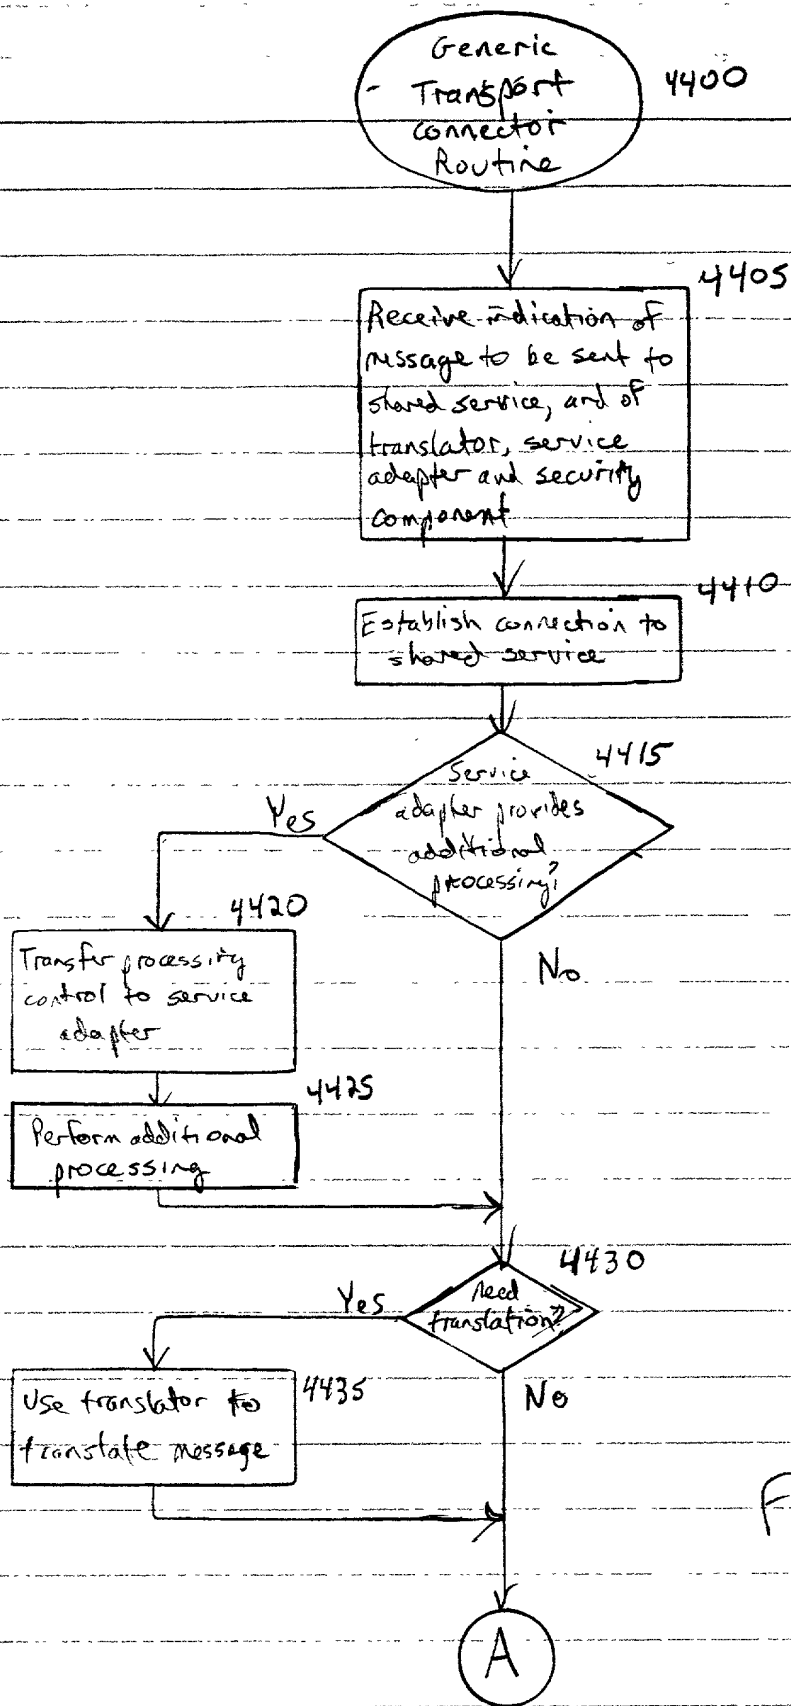 Generic
Transport
connector
Routine
4400
4405
Receive indication of
message to be sent to
shared service, and of
translator, service
adapter and security
component
4410
Establish connection to
shared service
4415
Service
adapter provides
additional
processing?
Yes
No
4420
Transfer processing
control to service
adapter
4425
Perform additional
processing
4430
Need
translation?
Yes
No
4435
Use translator to
translate message
F
A